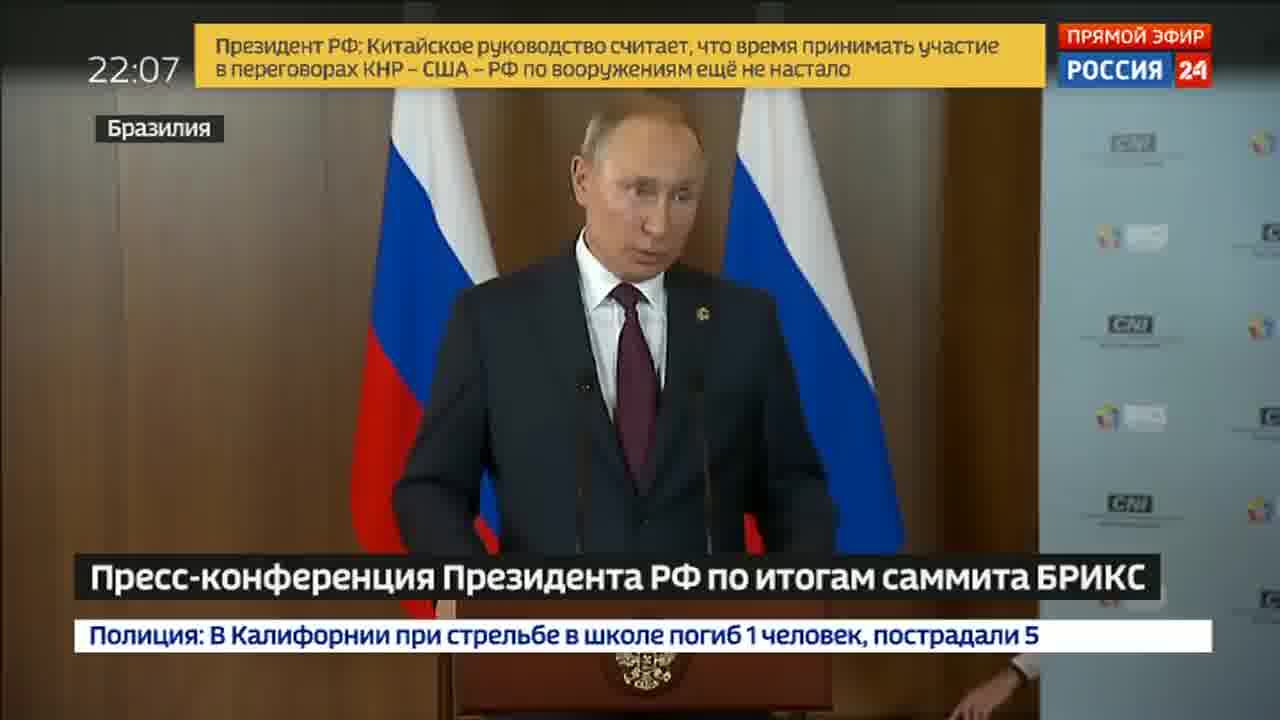 22:07
Президент РФ: Китайское руководство считает, что время принимать участие
в переговорах КНР – США – РФ по вооружениям ещё не настало
ПРЯМОЙ ЭФИР
РОССИЯ 24
Бразилия
CNI
CNI
CNI
Пресс-конференция Президента РФ по итогам саммита БРИКС
Полиция: В Калифорнии при стрельбе в школе погиб 1 человек, пострадали 5